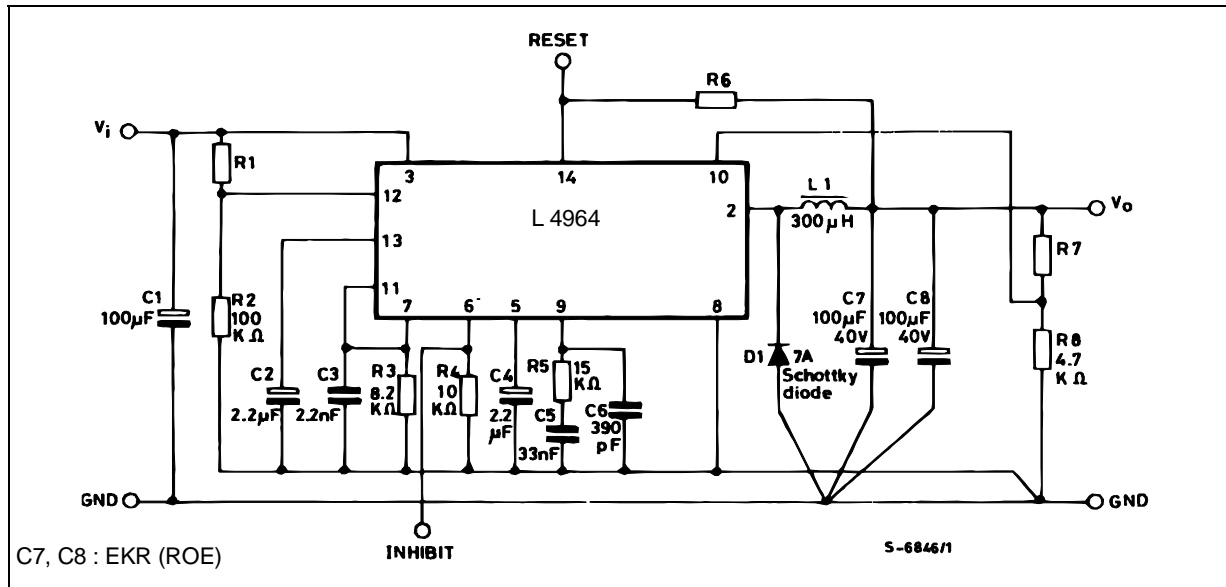 RESET
R6
Vi
R1
3
14
10
12
2
L 4964
L 1
300µH
Vo
13
R7
11
C1
100µF
R2
100
KΩ
7
6
5
9
8
C7
100µF
40V
C8
100µF
40V
R8
4.7
KΩ
D1
7A
Schottky
diode
C2
2.2µF
C3
2.2nF
R3
8.2
KΩ
R4
10
KΩ
C4
2.2
µF
R5
15
KΩ
C5
33nF
C6
390
pF
GND
GND
INHIBIT
S-6846/1
C7, C8 : EKR (ROE)